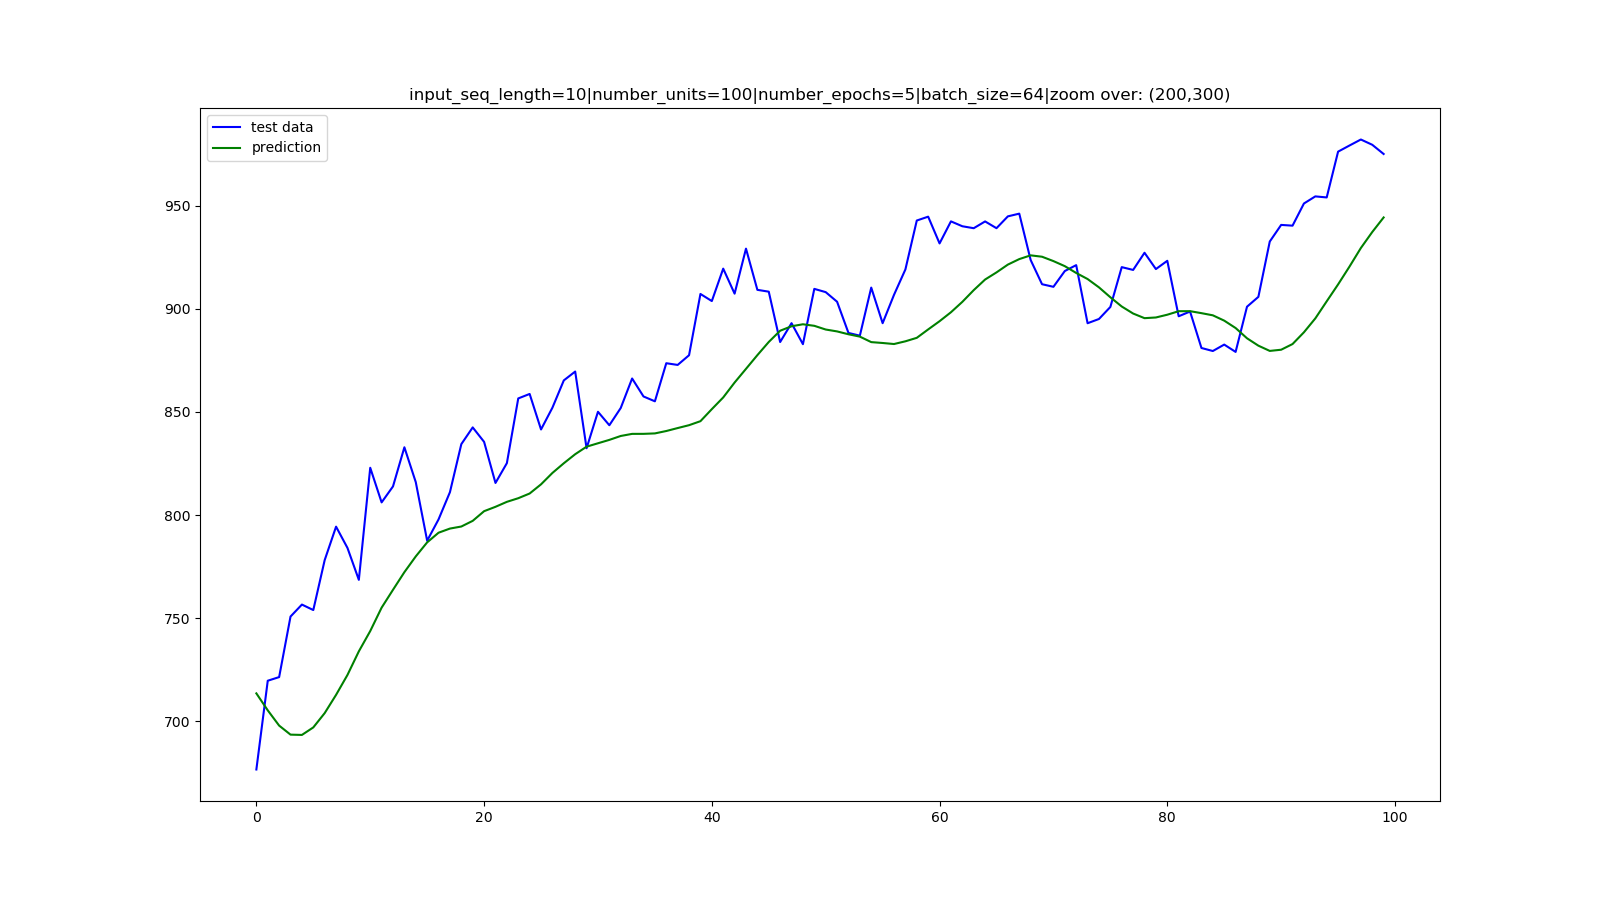 input_seq_length=10|number_units=100|number_epochs=5|batch_size=64|zoom over: (200,300)
test data
prediction
950
900
850
800
750
700
0 20 40 60 80 100